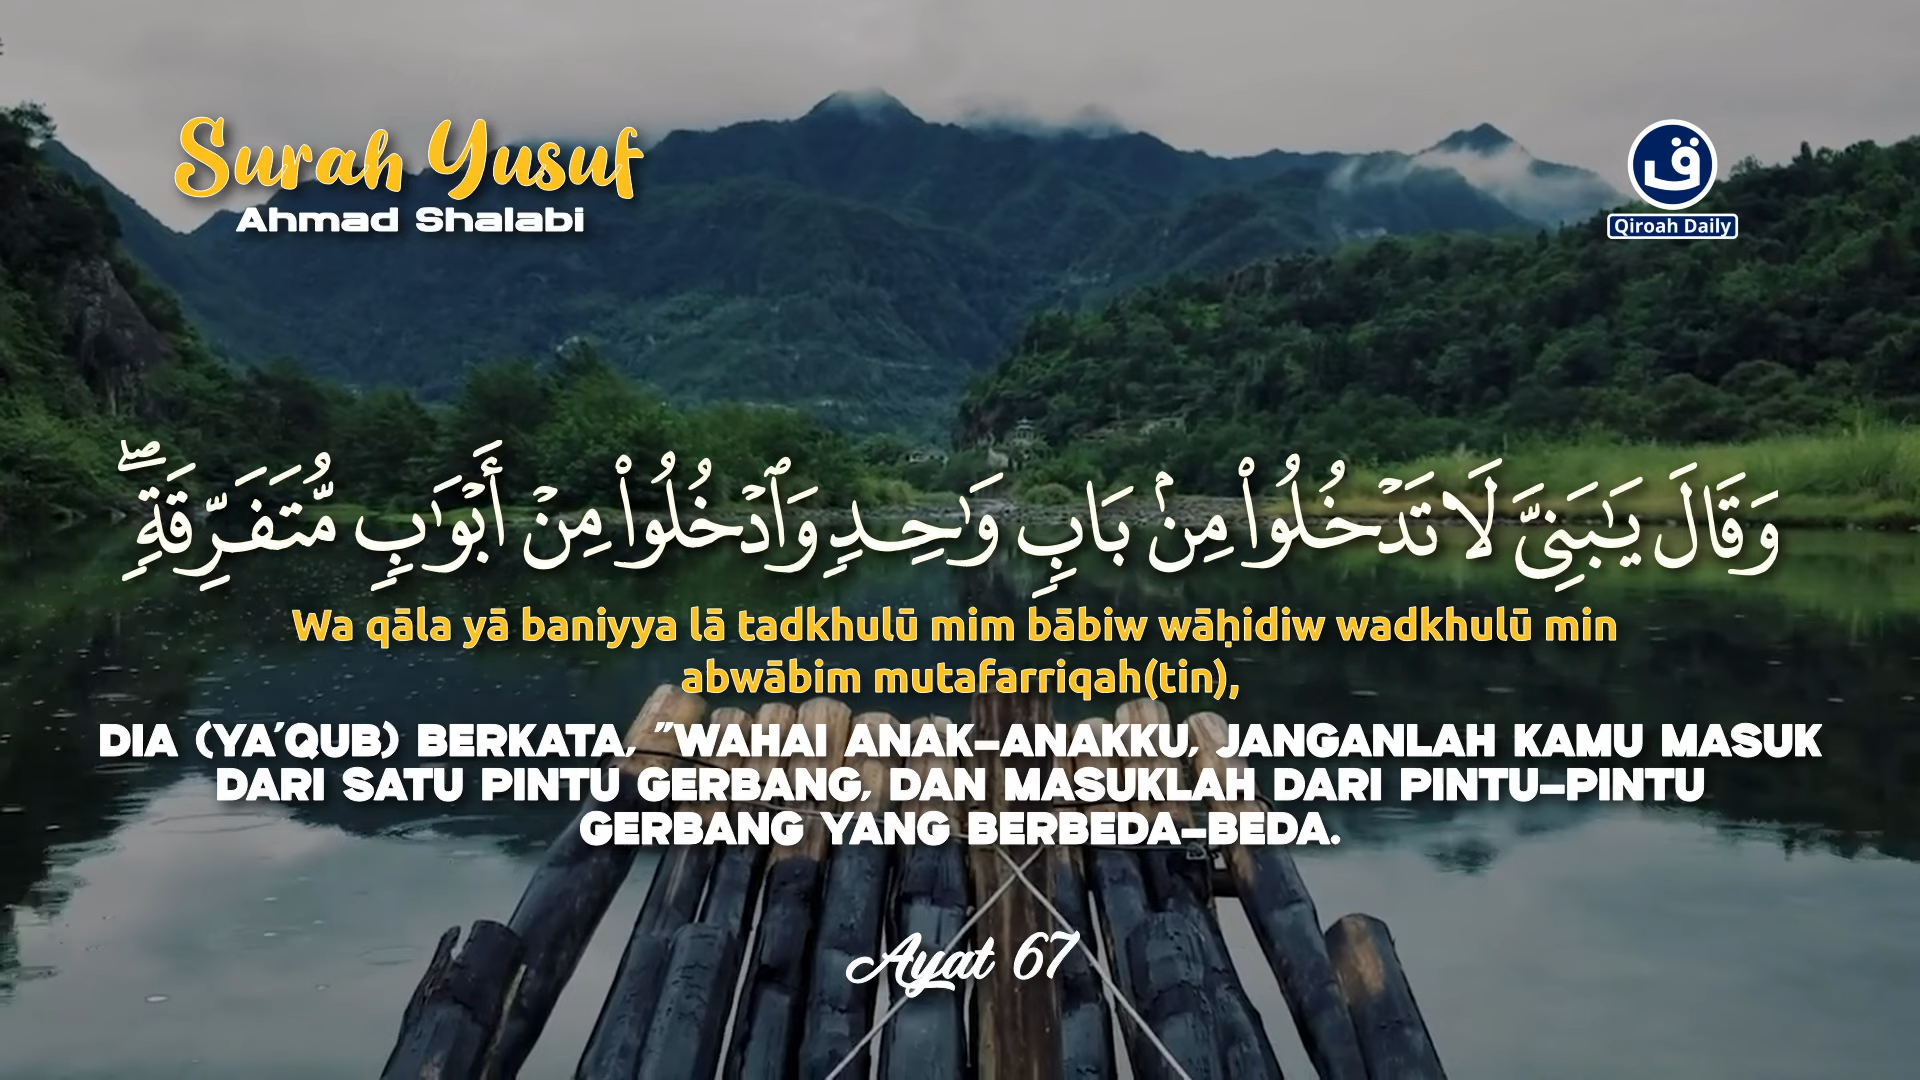 Surah Yusuf
Ahmad Shalabi
ق
Qiroah Daily
وَقَالَ يَـٰبَنِىَّ لَا تَدْخُلُوا۟ مِنۢ بَابٍ وَٰحِدٍ وَٱدْخُلُوا۟ مِنْ أَبْوَٰبٍ مُّتَفَرِّقَةٍ ۖ
Wa qāla yā baniyya lā tadkhulū mim bābiw wāḥidiw wadkhulū min
abwābim mutafarriqah(tin),
DIA (YA'QUB) BERKATA, "WAHAI ANAK-ANAKKU, JANGANLAH KAMU MASUK
DARI SATU PINTU GERBANG, DAN MASUKLAH DARI PINTU-PINTU
GERBANG YANG BERBEDA-BEDA.
Ayat 67